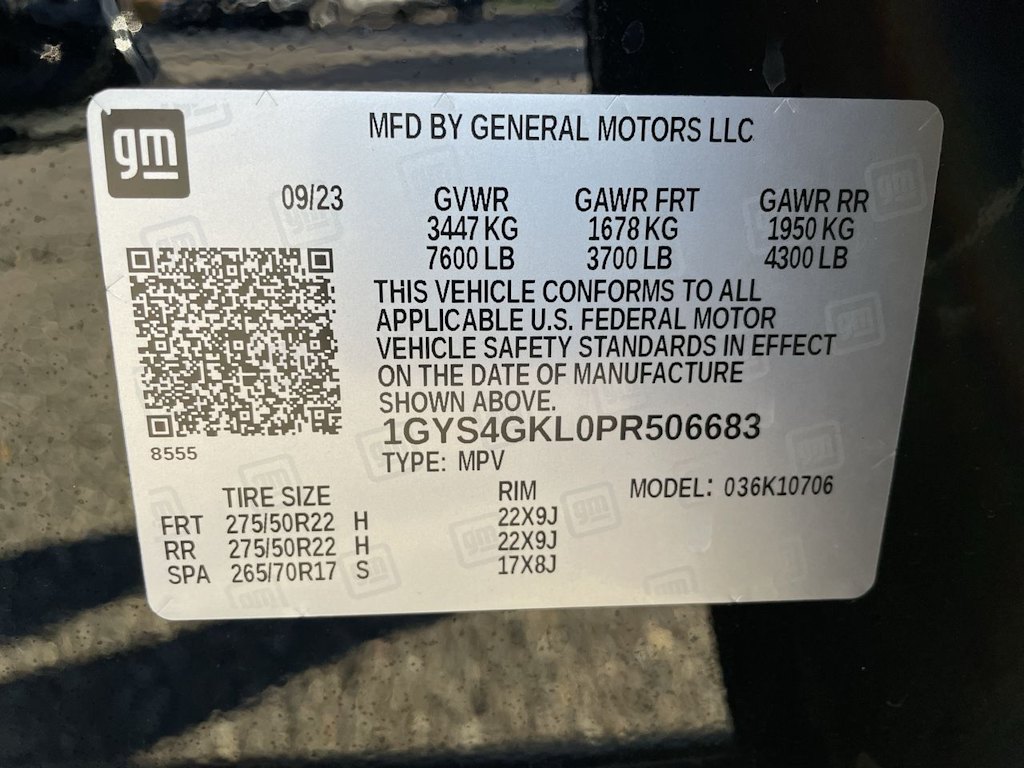 gm
MFD BY GENERAL MOTORS LLC
09/23 GVWR GAWR FRT GAWR RR
3447 KG 1678 KG 1950 KG
7600 LB 3700 LB 4300 LB
THIS VEHICLE CONFORMS TO ALL
APPLICABLE U.S. FEDERAL MOTOR
VEHICLE SAFETY STANDARDS IN EFFECT
ON THE DATE OF MANUFACTURE
SHOWN ABOVE.
1GYS4GKL0PR506683
8555
TYPE: MPV
TIRE SIZE RIM MODEL: 036K10706
FRT 275/50R22 H 22X9J
RR 275/50R22 H 22X9J
SPA 265/70R17 S 17X8J